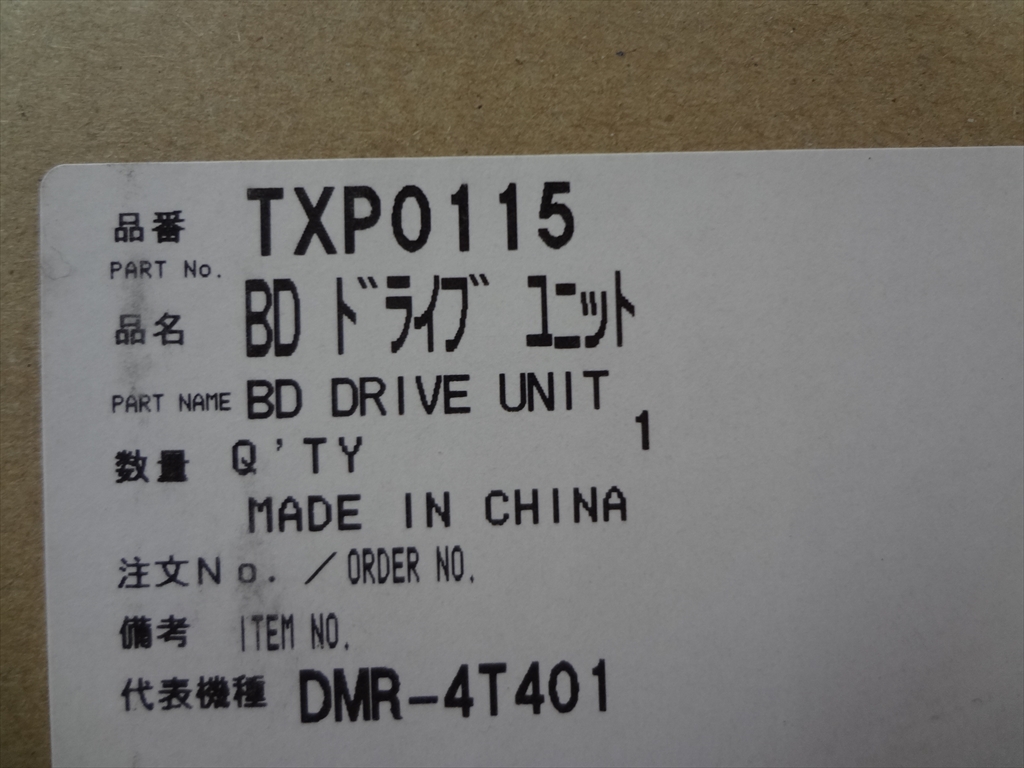 品番 TXP0115
PART No.
品名 BD ドライブ ユニット
PART NAME BD DRIVE UNIT
数量 Q'TY 1
MADE IN CHINA
注文No. ／ORDER NO.
備考 ITEM NO.
代表機種 DMR-4T401